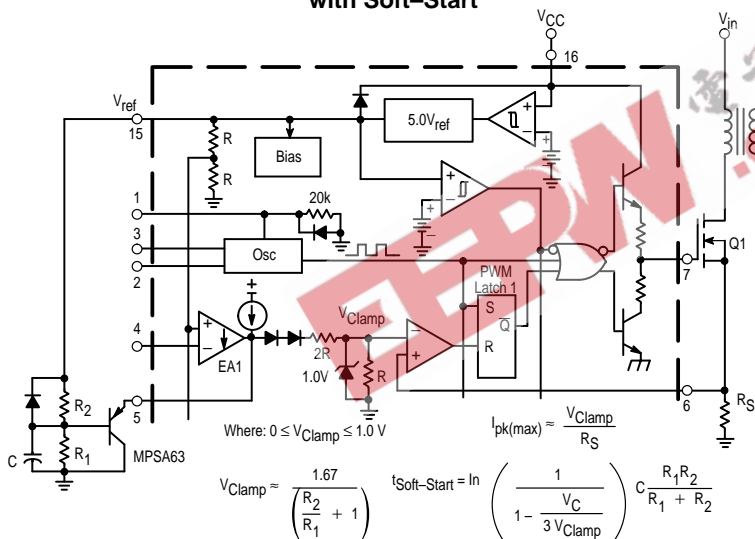 with Soft–Start
VCC
Vin
16
Vref
15
5.0Vref
R
Bias
R
1
20k
3
Osc
2
Q1
7
PWM
Latch 1
VClamp
S
Q
R
4
EA1
2R
1.0V
R
5
6
RS
R2
C
R1
MPSA63
Where: 0 ≤ VClamp ≤ 1.0 V
Ipk(max) ≈ VClamp / RS
VClamp ≈ 1.67 / (R2/R1 + 1)
tSoft–Start = In (1 / (1 - VC / 3 VClamp)) C R1R2 / (R1 + R2)
EEPW